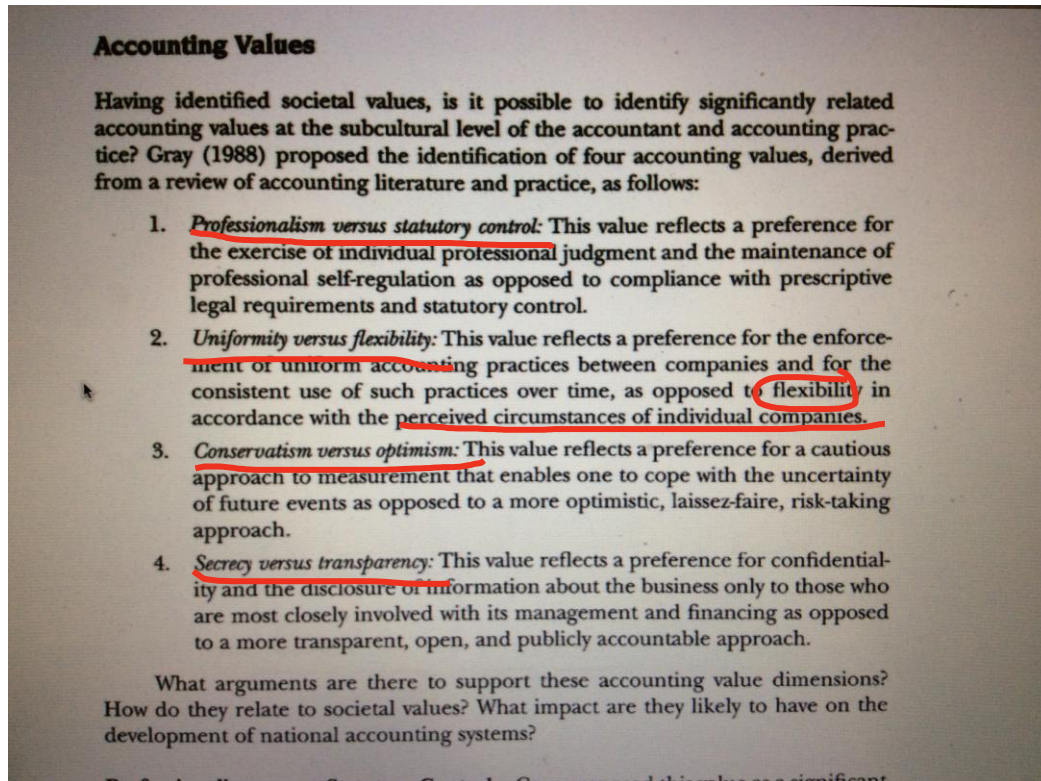 Accounting Values
Having identified societal values, is it possible to identify significantly related
accounting values at the subcultural level of the accountant and accounting prac-
tice? Gray (1988) proposed the identification of four accounting values, derived
from a review of accounting literature and practice, as follows:
1. Professionalism versus statutory control: This value reflects a preference for
the exercise of individual professional judgment and the maintenance of
professional self-regulation as opposed to compliance with prescriptive
legal requirements and statutory control.
2. Uniformity versus flexibility: This value reflects a preference for the enforce-
ment of uniform accounting practices between companies and for the
consistent use of such practices over time, as opposed to flexibility in
accordance with the perceived circumstances of individual companies.
3. Conservatism versus optimism: This value reflects a preference for a cautious
approach to measurement that enables one to cope with the uncertainty
of future events as opposed to a more optimistic, laissez-faire, risk-taking
approach.
4. Secrecy versus transparency: This value reflects a preference for confidential-
ity and the disclosure of information about the business only to those who
are most closely involved with its management and financing as opposed
to a more transparent, open, and publicly accountable approach.
What arguments are there to support these accounting value dimensions?
How do they relate to societal values? What impact are they likely to have on the
development of national accounting systems?